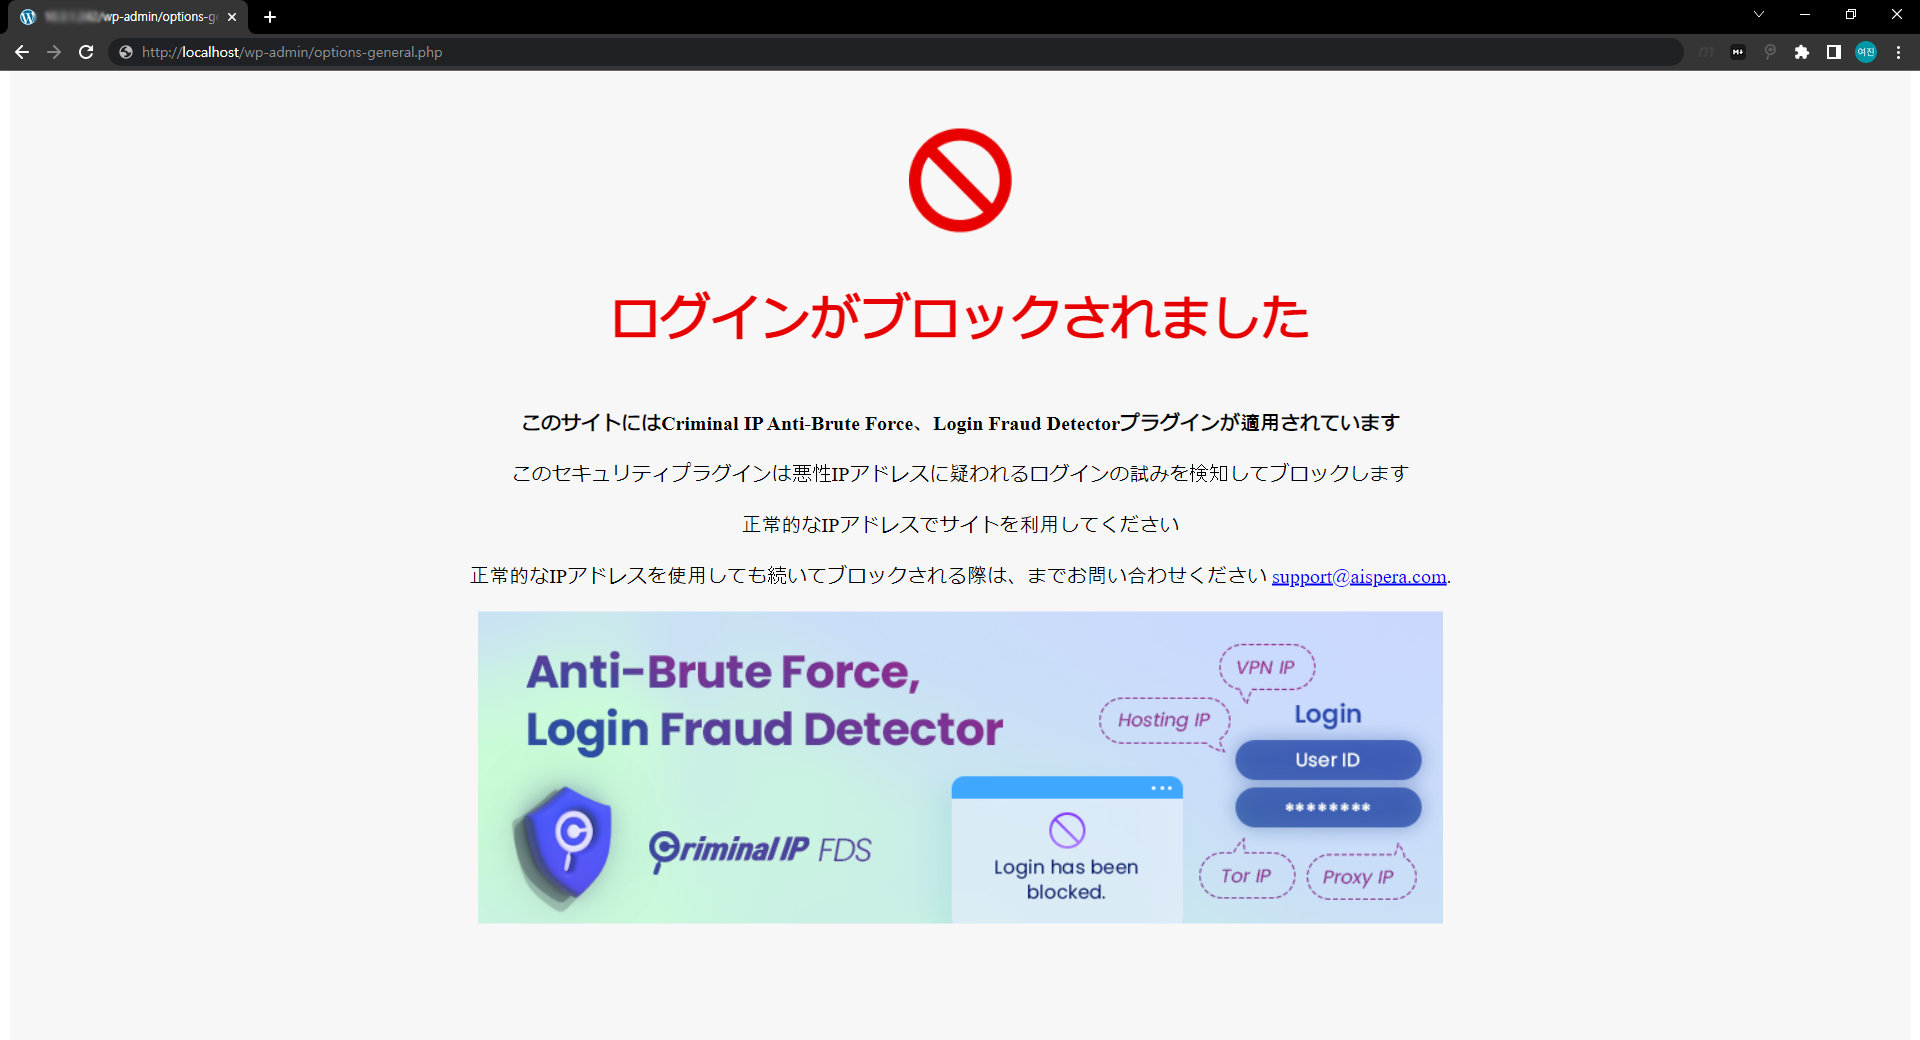 /wp-admin/options-g
http://localhost/wp-admin/options-general.php
여진
ログインがブロックされました
このサイトにはCriminal IP Anti-Brute Force、Login Fraud Detectorプラグインが適用されています
このセキュリティプラグインは悪性IPアドレスに疑われるログインの試みを検知してブロックします
正常的なIPアドレスでサイトを利用してください
正常的なIPアドレスを使用しても続いてブロックされる際は、までお問い合わせください support@aispera.com.
Anti-Brute Force,
Login Fraud Detector
Criminal IP FDS
Login has been
blocked.
VPN IP
Hosting IP
Login
User ID
********
Tor IP
Proxy IP